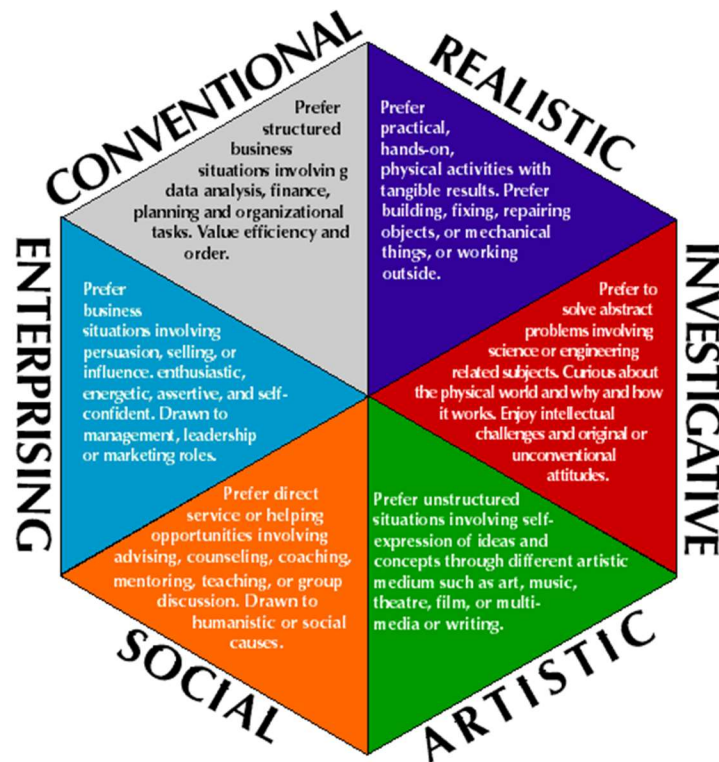 CONVENTIONAL
Prefer
structured
business
situations involvin g
data analysis, finance,
planning and organizational
tasks. Value efficiency and
order.
REALISTIC
Prefer
practical,
hands-on,
physical activities with
tangible results. Prefer
building, fixing, repairing
objects, or mechanical
things, or working
outside.
ENTERPRISING
Prefer
business
situations involving
persuasion, selling, or
influence. enthusiastic,
energetic, assertive, and self-
confident. Drawn to
management, leadership
or marketing roles.
INVESTIGATIVE
Prefer to
solve abstract
problems involving
science or engineering
related subjects. Curious about
the physical world and why and how
it works. Enjoy intellectual
challenges and original or
unconventional
attitudes.
SOCIAL
Prefer direct
service or helping
opportunities involving
advising, counseling, coaching,
mentoring, teaching, or group
discussion. Drawn to
humanistic or social
causes.
ARTISTIC
Prefer unstructured
situations involving self-
expression of ideas and
concepts through different artistic
medium such as art, music,
theatre, film, or multi-
media or writing.